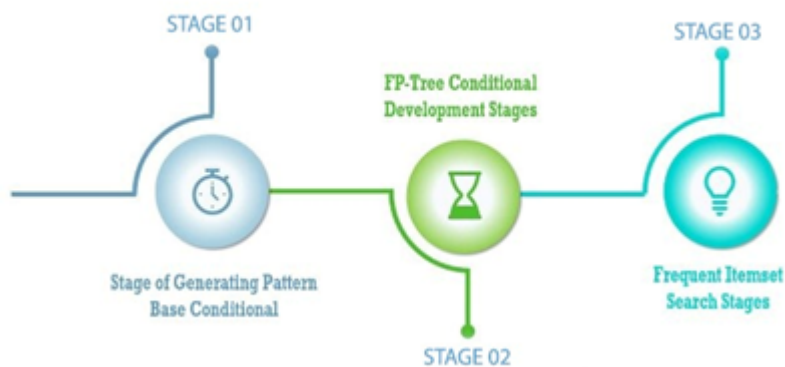 STAGE 01
Stage of Generating Pattern
Base Conditional
FP-Tree Conditional
Development Stages
STAGE 02
STAGE 03
Frequent Itemset
Search Stages